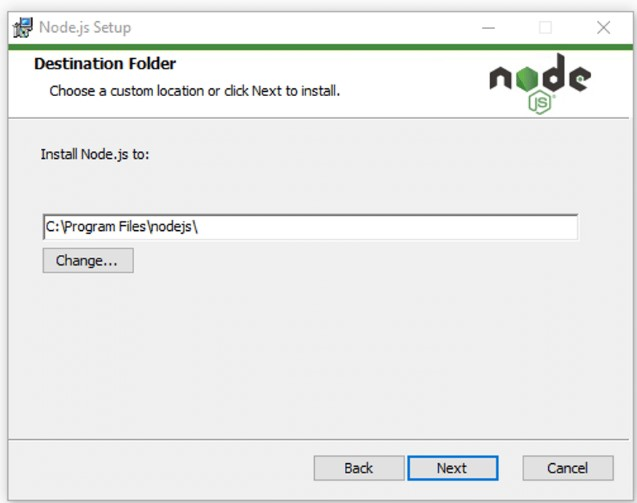 Node.js Setup
Destination Folder
Choose a custom location or click Next to install.
node
JS
Install Node.js to:
C:\Program Files\nodejs\
Change...
Back
Next
Cancel